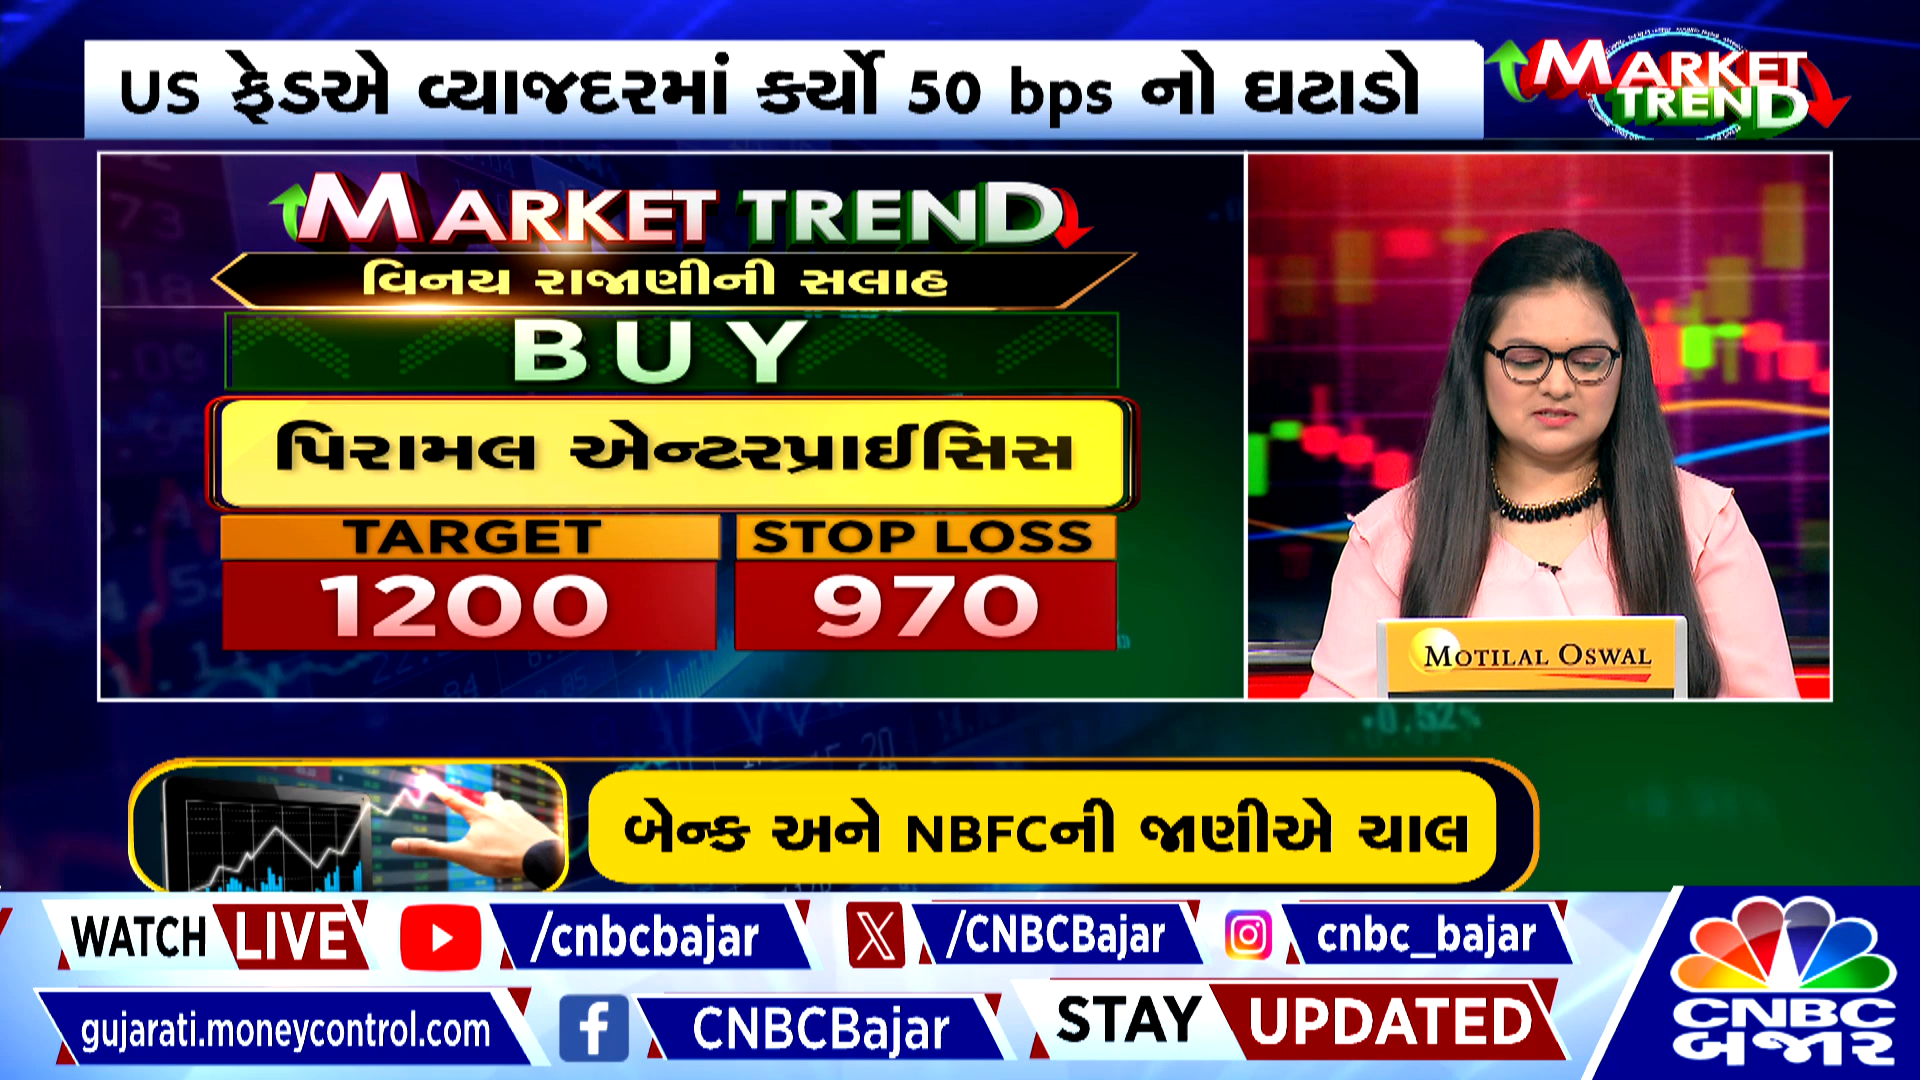 US ફેડએ વ્યાજદરમાં કર્યો 50 bps નો ઘટાડો
MARKET TREND
MARKET TREND
વિનય રાજાણીની સલાહ
BUY
પિરામલ એન્ટરપ્રાઈસિસ
TARGET STOP LOSS
1200 970
MOTILAL OSWAL
બેન્ક અને NBFCની જાણીએ ચાલ
WATCH LIVE /cnbcbajar /CNBCBajar cnbc_bajar
gujarati.moneycontrol.com CNBCBajar STAY UPDATED
CNBC
બજાર